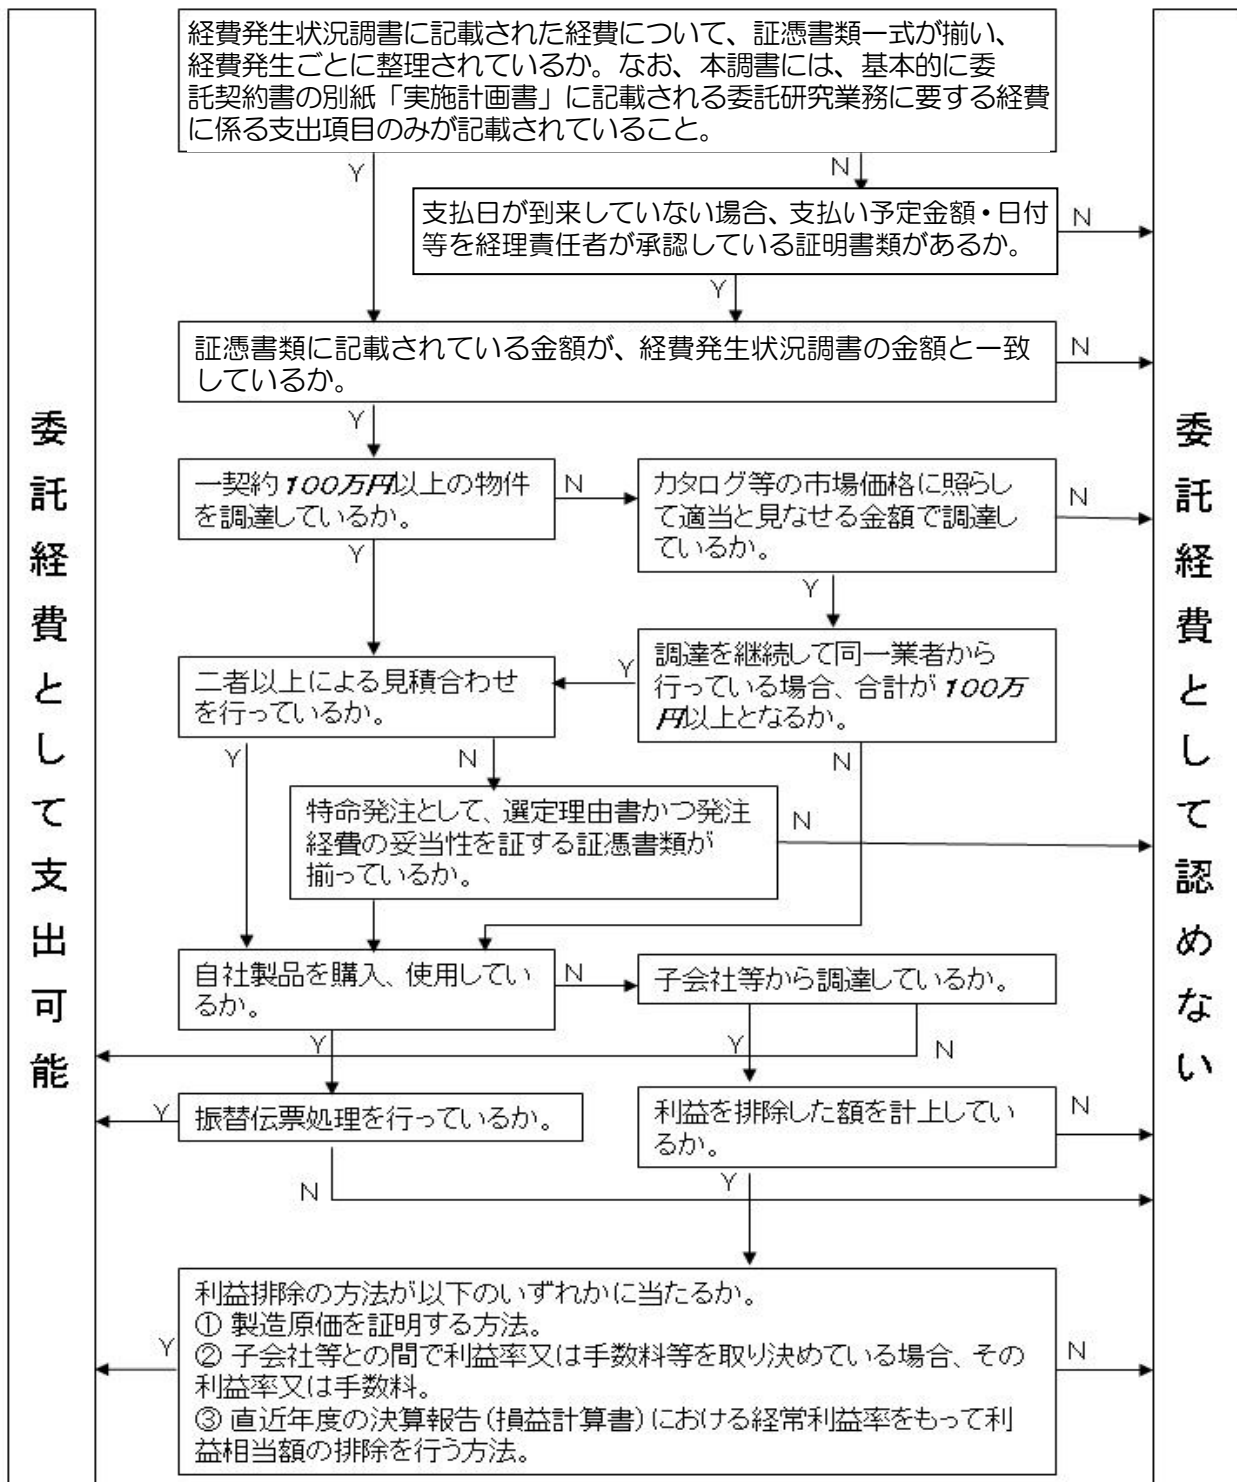 経費発生状況調書に記載された経費について、証憑書類一式が揃い、
経費発生ごとに整理されているか。なお、本調書には、基本的に委
託契約書の別紙「実施計画書」に記載される委託研究業務に要する経費
に係る支出項目のみが記載されていること。
Y
N
支払日が到来していない場合、支払い予定金額・日付
等を経理責任者が承認している証明書類があるか。
N
Y
証憑書類に記載されている金額が、経費発生状況調書の金額と一致
しているか。
N
Y
一契約100万円以上の物件
を調達しているか。
N
カタログ等の市場価格に照らし
て適当と見なせる金額で調達し
ているか。
N
Y
Y
二者以上による見積合わせ
を行っているか。
Y
調達を継続して同一業者から
行っている場合、合計が100万
円以上となるか。
Y
N
N
特命発注として、選定理由書かつ発注
経費の妥当性を証する証憑書類が
揃っているか。
N
自社製品を購入、使用してい
るか。
N
子会社等から調達しているか。
Y
Y
N
振替伝票処理を行っているか。
Y
N
利益を排除した額を計上してい
るか。
N
Y
利益排除の方法が以下のいずれかに当たるか。
① 製造原価を証明する方法。
② 子会社等との間で利益率又は手数料等を取り決めている場合、その
利益率又は手数料。
③ 直近年度の決算報告(損益計算書)における経常利益率をもって利
益相当額の排除を行う方法。
Y
N
委託経費として支出可能
委託経費として認めない